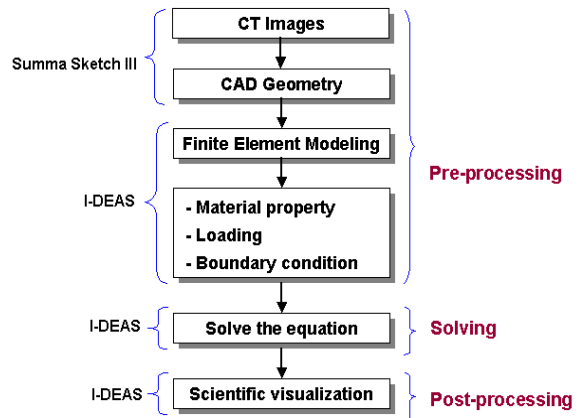 CT Images
Summa Sketch III
CAD Geometry
Finite Element Modeling
Pre-processing
I-DEAS
- Material property
- Loading
- Boundary condition
I-DEAS
Solve the equation
Solving
I-DEAS
Scientific visualization
Post-processing